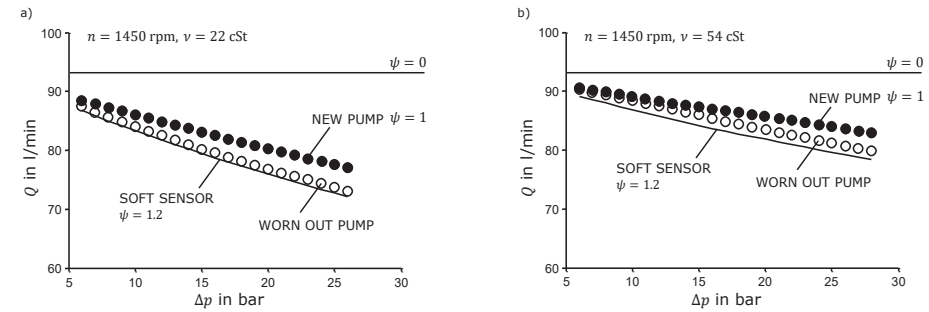 a)
n = 1450 rpm, ν = 22 cSt
100
90
80
70
60
5
10
15
20
25
30
Q in l/min
Δp in bar
ψ = 0
NEW PUMP ψ = 1
SOFT SENSOR
ψ = 1.2
WORN OUT PUMP
b)
n = 1450 rpm, ν = 54 cSt
100
90
80
70
60
5
10
15
20
25
30
Q in l/min
Δp in bar
ψ = 0
NEW PUMP ψ = 1
SOFT SENSOR
ψ = 1.2
WORN OUT PUMP